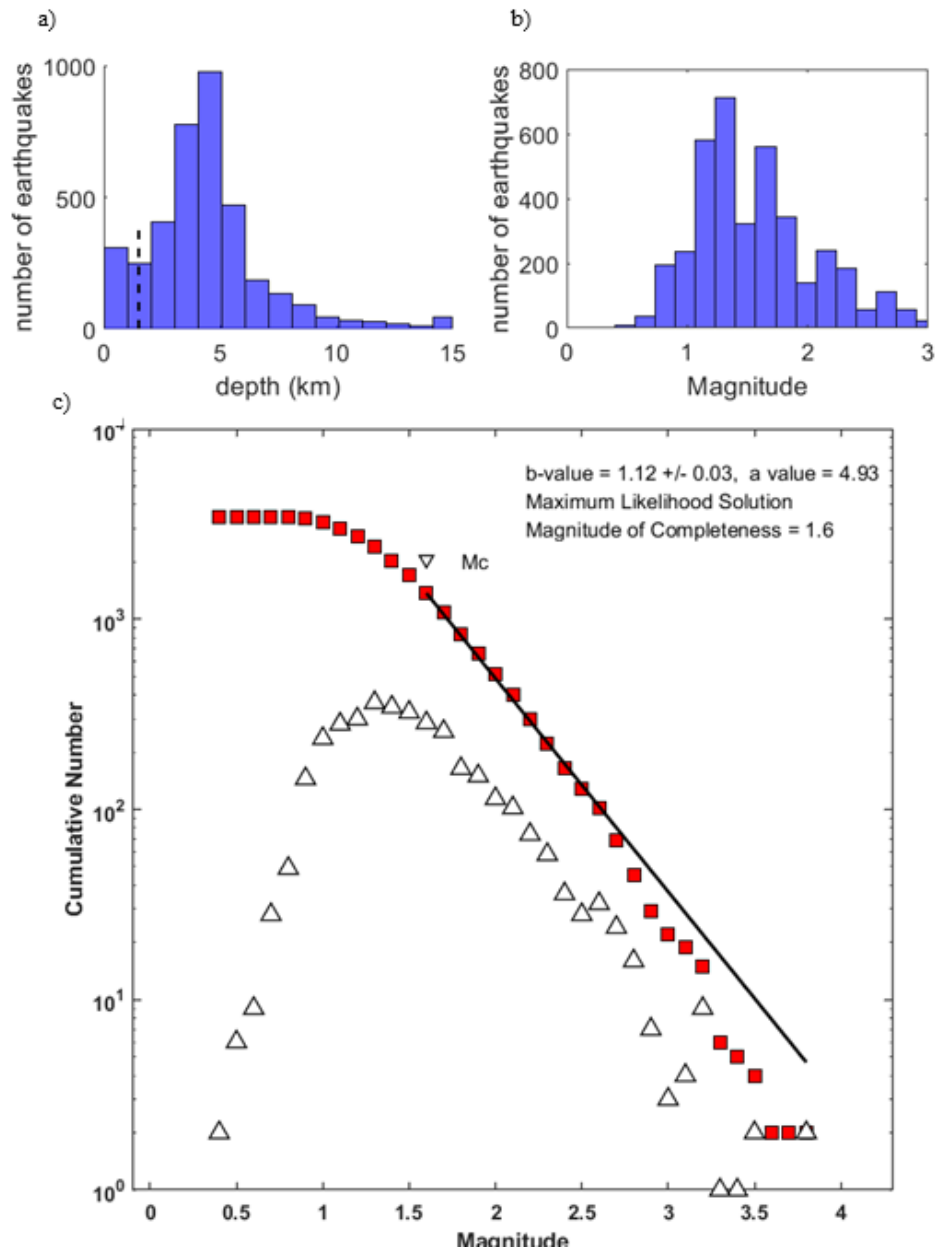 a)
b)
1000
500
0
number of earthquakes
0
5
10
15
depth (km)
800
600
400
200
0
number of earthquakes
0
1
2
3
Magnitude
c)
b-value = 1.12 +/- 0.03,  a value = 4.93
Maximum Likelihood Solution
Magnitude of Completeness = 1.6
Mc
10³
10²
10¹
10⁰
Cumulative Number
0
0.5
1
1.5
2
2.5
3
3.5
4
Magnitude